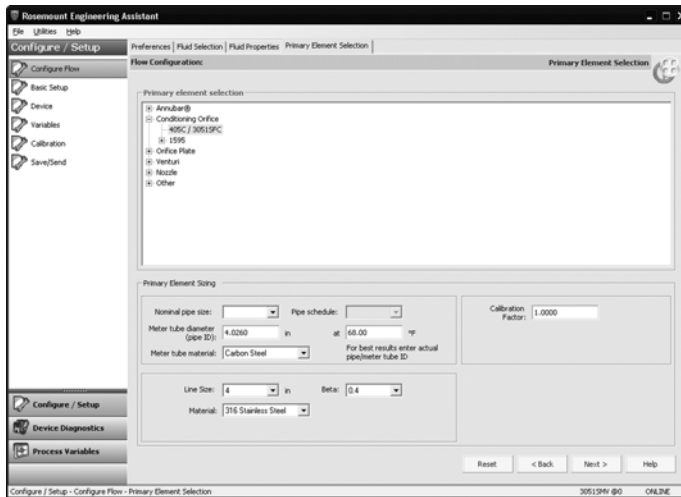 Rosemount Engineering Assistant
File Utilities Help
Configure / Setup
Preferences Fluid Selection Fluid Properties Primary Element Selection
Flow Configuration: Primary Element Selection
Configure Flow
Basic Setup
Device
Variables
Calibration
Save/Send
Primary element selection
Annubar®
Conditioning Orifice
405C / 3051SFC
1595
Orifice Plate
Venturi
Nozzle
Other
Primary Element Sizing
Nominal pipe size: Pipe schedule:
Meter tube diameter (pipe ID): 4.0260 in at 68.00 °F
Meter tube material: Carbon Steel
For best results enter actual
pipe/meter tube ID
Calibration
Factor: 1.0000
Line Size: 4 in Beta: 0.4
Material: 316 Stainless Steel
Configure / Setup
Device Diagnostics
Process Variables
Reset < Back Next > Help
Configure / Setup - Configure Flow - Primary Element Selection 3051SMV @0 ONLINE